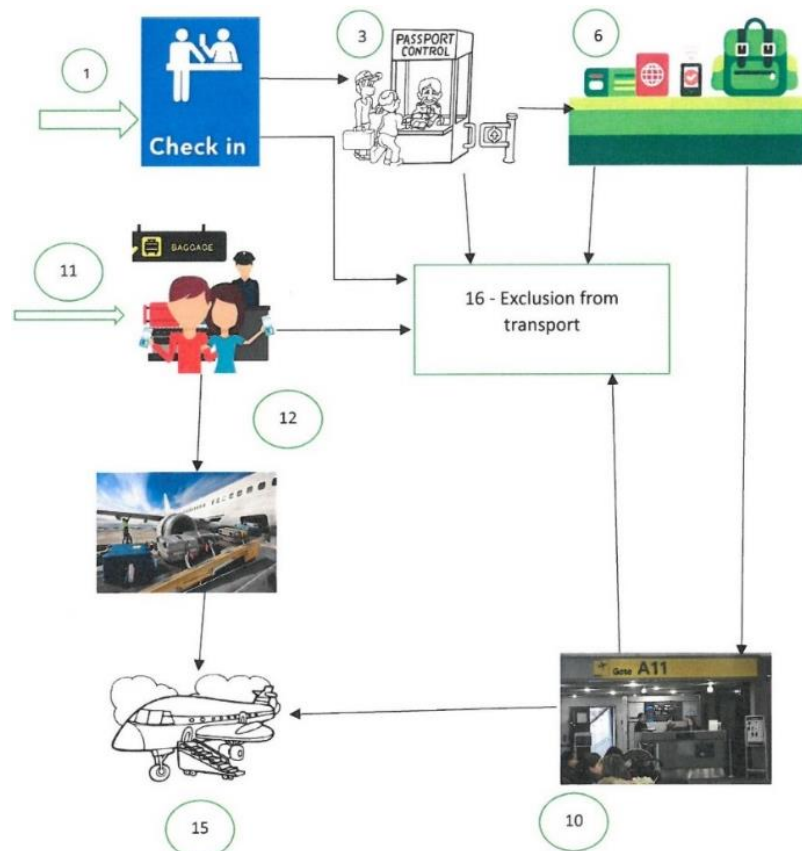 1
3
6
PASSPORT
CONTROL
Check in
BAGGAGE
11
16 - Exclusion from
transport
12
Gate A11
15
10